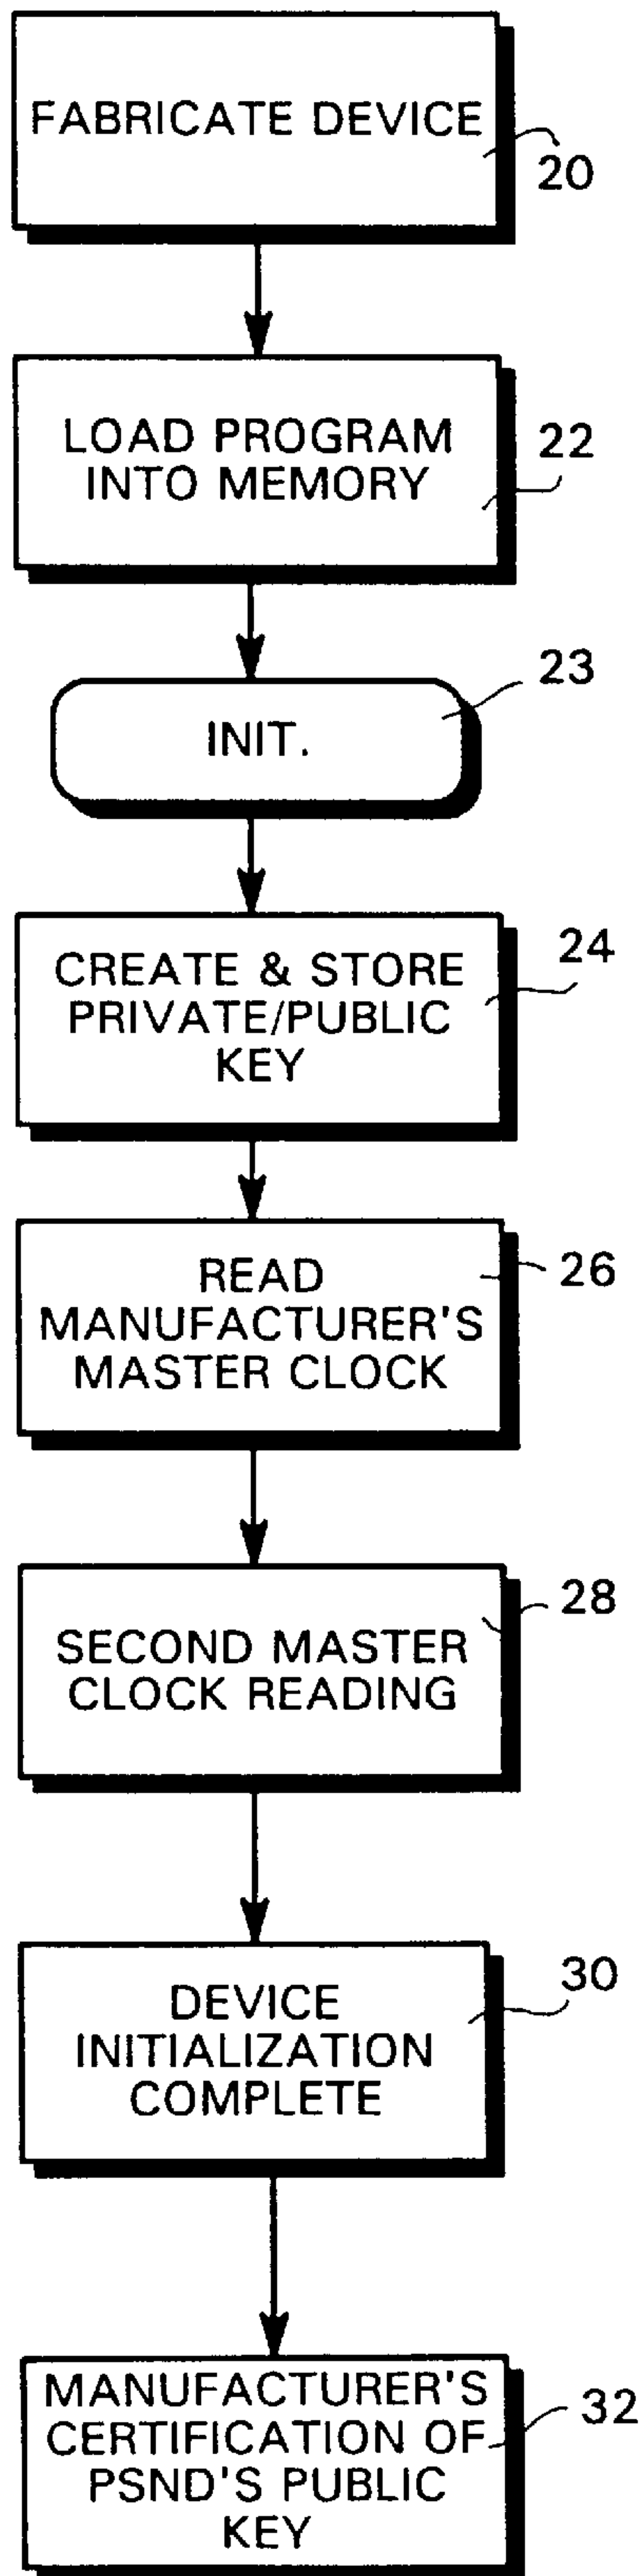 FABRICATE DEVICE
20
LOAD PROGRAM
INTO MEMORY
22
23
INIT.
24
CREATE & STORE
PRIVATE/PUBLIC
KEY
26
READ
MANUFACTURER'S
MASTER CLOCK
28
SECOND MASTER
CLOCK READING
30
DEVICE
INITIALIZATION
COMPLETE
32
MANUFACTURER'S
CERTIFICATION OF
PSND'S PUBLIC
KEY